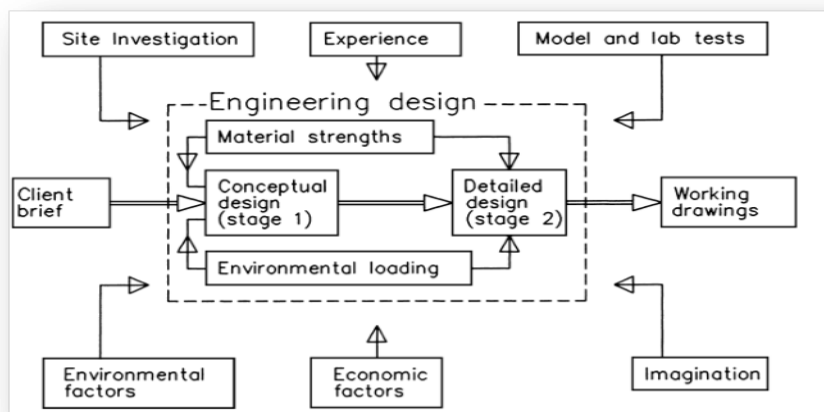 Site Investigation
Experience
Model and lab tests
Engineering design
Material strengths
Client
brief
Conceptual
design
(stage 1)
Detailed
design
(stage 2)
Working
drawings
Environmental loading
Environmental
factors
Economic
factors
Imagination